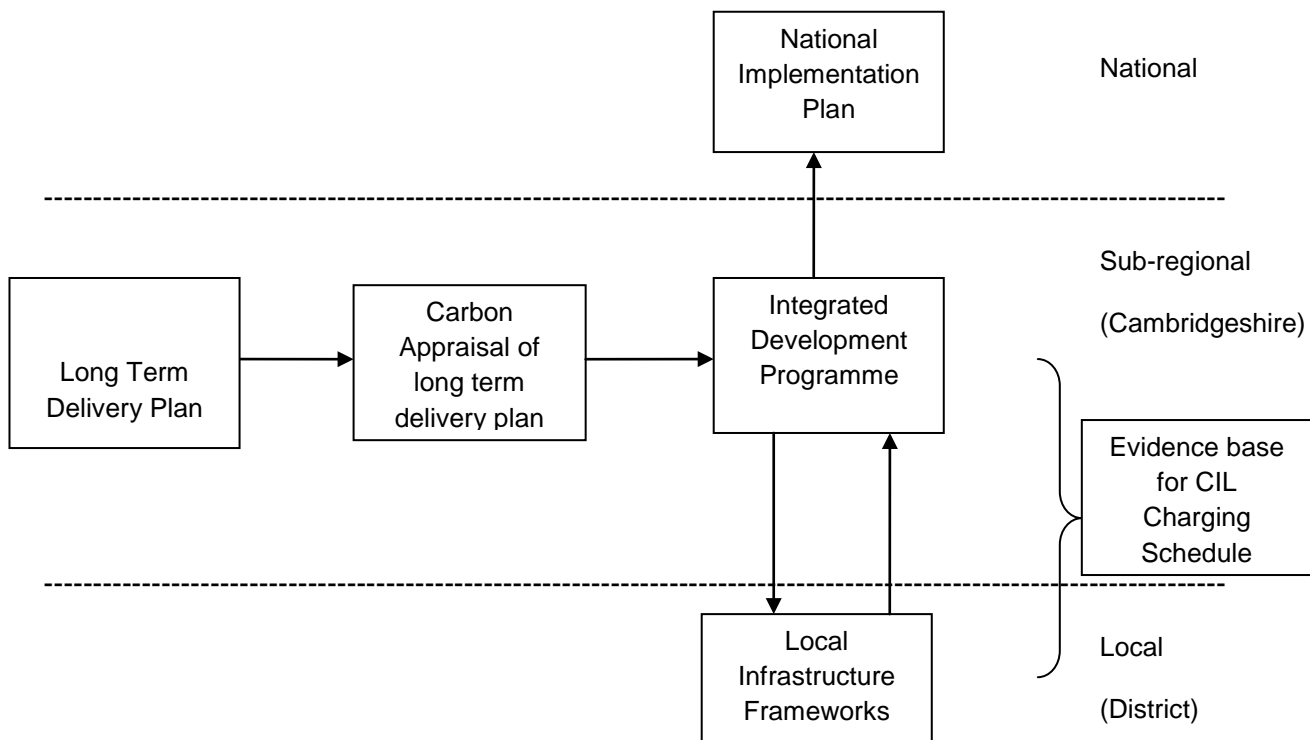 National
Implementation
Plan
National
Sub-regional
(Cambridgeshire)
Long Term
Delivery Plan
Carbon
Appraisal of
long term
delivery plan
Integrated
Development
Programme
Evidence base
for CIL
Charging
Schedule
Local
Infrastructure
Frameworks
Local
(District)